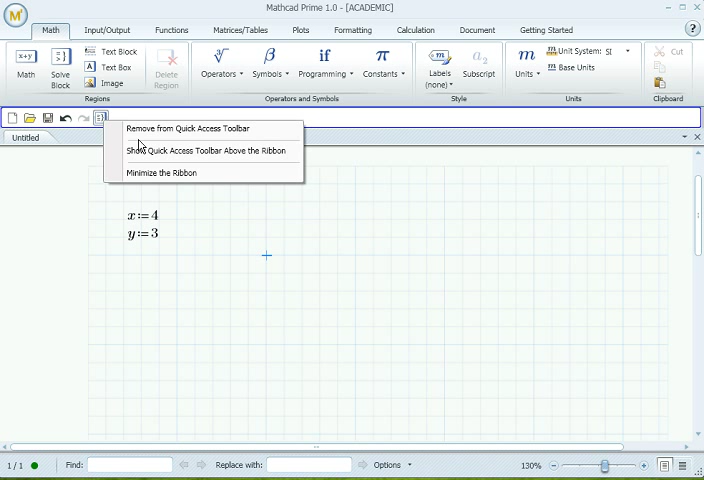 Mathcad Prime 1.0 - [ACADEMIC]
Math Input/Output Functions Matrices/Tables Plots Formatting Calculation Document Getting Started
Math
Solve Block
Text Block
Text Box
Image
Delete Region
Regions
Operators
Symbols
if
Programming
π
Constants
Operators and Symbols
Labels (none)
Subscript
Style
Units
Unit System: SI
Base Units
Units
Cut
Clipboard
Remove from Quick Access Toolbar
Show Quick Access Toolbar Above the Ribbon
Minimize the Ribbon
Untitled
x:=4
y:=3
1 / 1 Find: Replace with: Options 130%